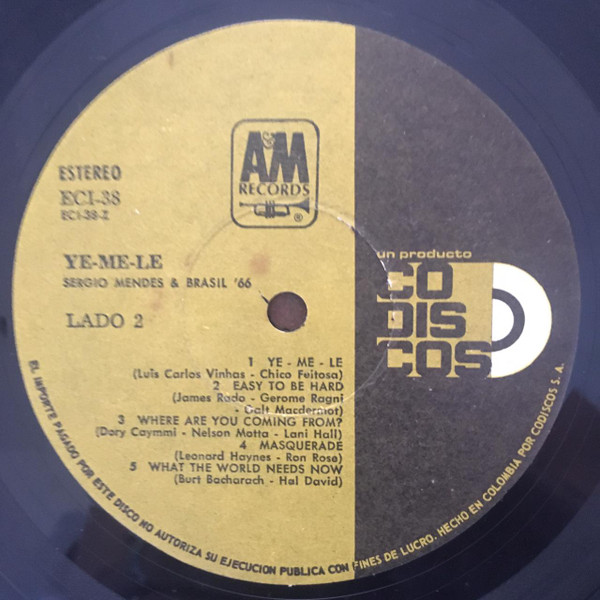 A&M
RECORDS
®
ESTEREO
ECI-38
ECI-38-2
YE-ME-LE
SERGIO MENDES & BRASIL '66
LADO 2
un producto
CO
DIS
COS
1 YE - ME - LE
(Luis Carlos Vinhas - Chico Feitosa)
2 EASY TO BE HARD
(James Rado - Gerome Ragni
- Galt Macdermot)
3 WHERE ARE YOU COMING FROM?
(Dory Caymmi - Nelson Motta - Lani Hall)
4 MASQUERADE
(Leonard Haynes - Ron Rose)
5 WHAT THE WORLD NEEDS NOW
(Burt Bacharach - Hal David)
EL IMPORTE PAGADO POR ESTE DISCO NO AUTORIZA SU EJECUCION PUBLICA CON FINES DE LUCRO. HECHO EN COLOMBIA POR CODISCOS S.A.